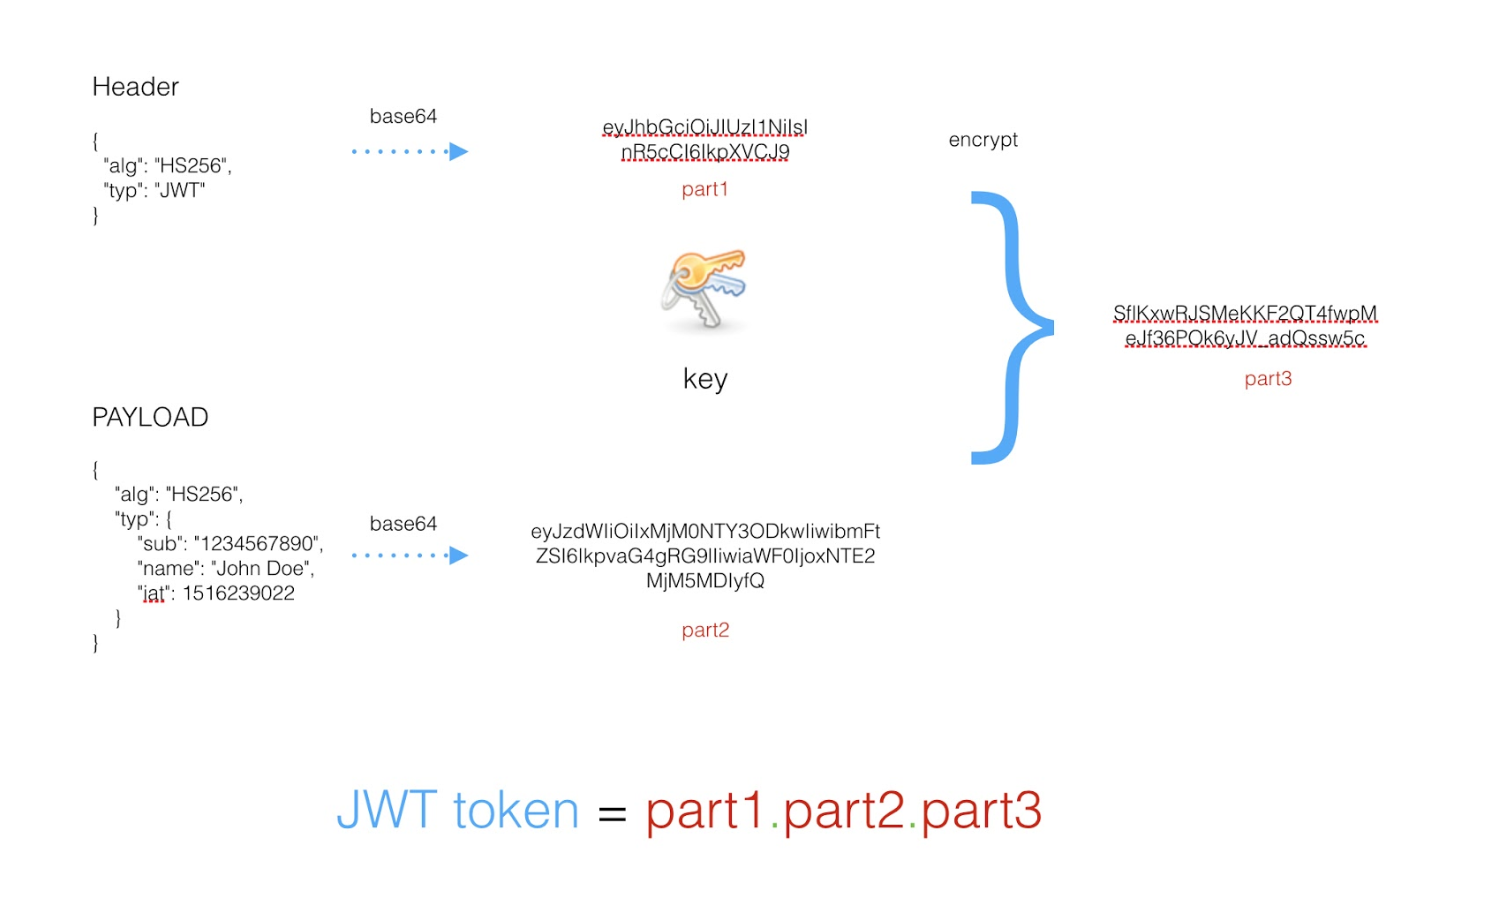 Header
{
"alg": "HS256",
"typ": "JWT"
}
base64
eyJhbGciOiJIUzI1NiIsI
nR5cCI6IkpXVCJ9
part1
encrypt
key
SflKxwRJSMeKKF2QT4fwpM
eJf36POk6yJV_adQssw5c
part3
PAYLOAD
{
"alg": "HS256",
"typ": {
"sub": "1234567890",
"name": "John Doe",
"iat": 1516239022
}
}
base64
eyJzdWIiOiIxMjM0NTY3ODkwIiwibmFt
ZSI6IkpvaG4gRG9lIiwiaWF0IjoxNTE2
MjM5MDIyfQ
part2
JWT token = part1.part2.part3